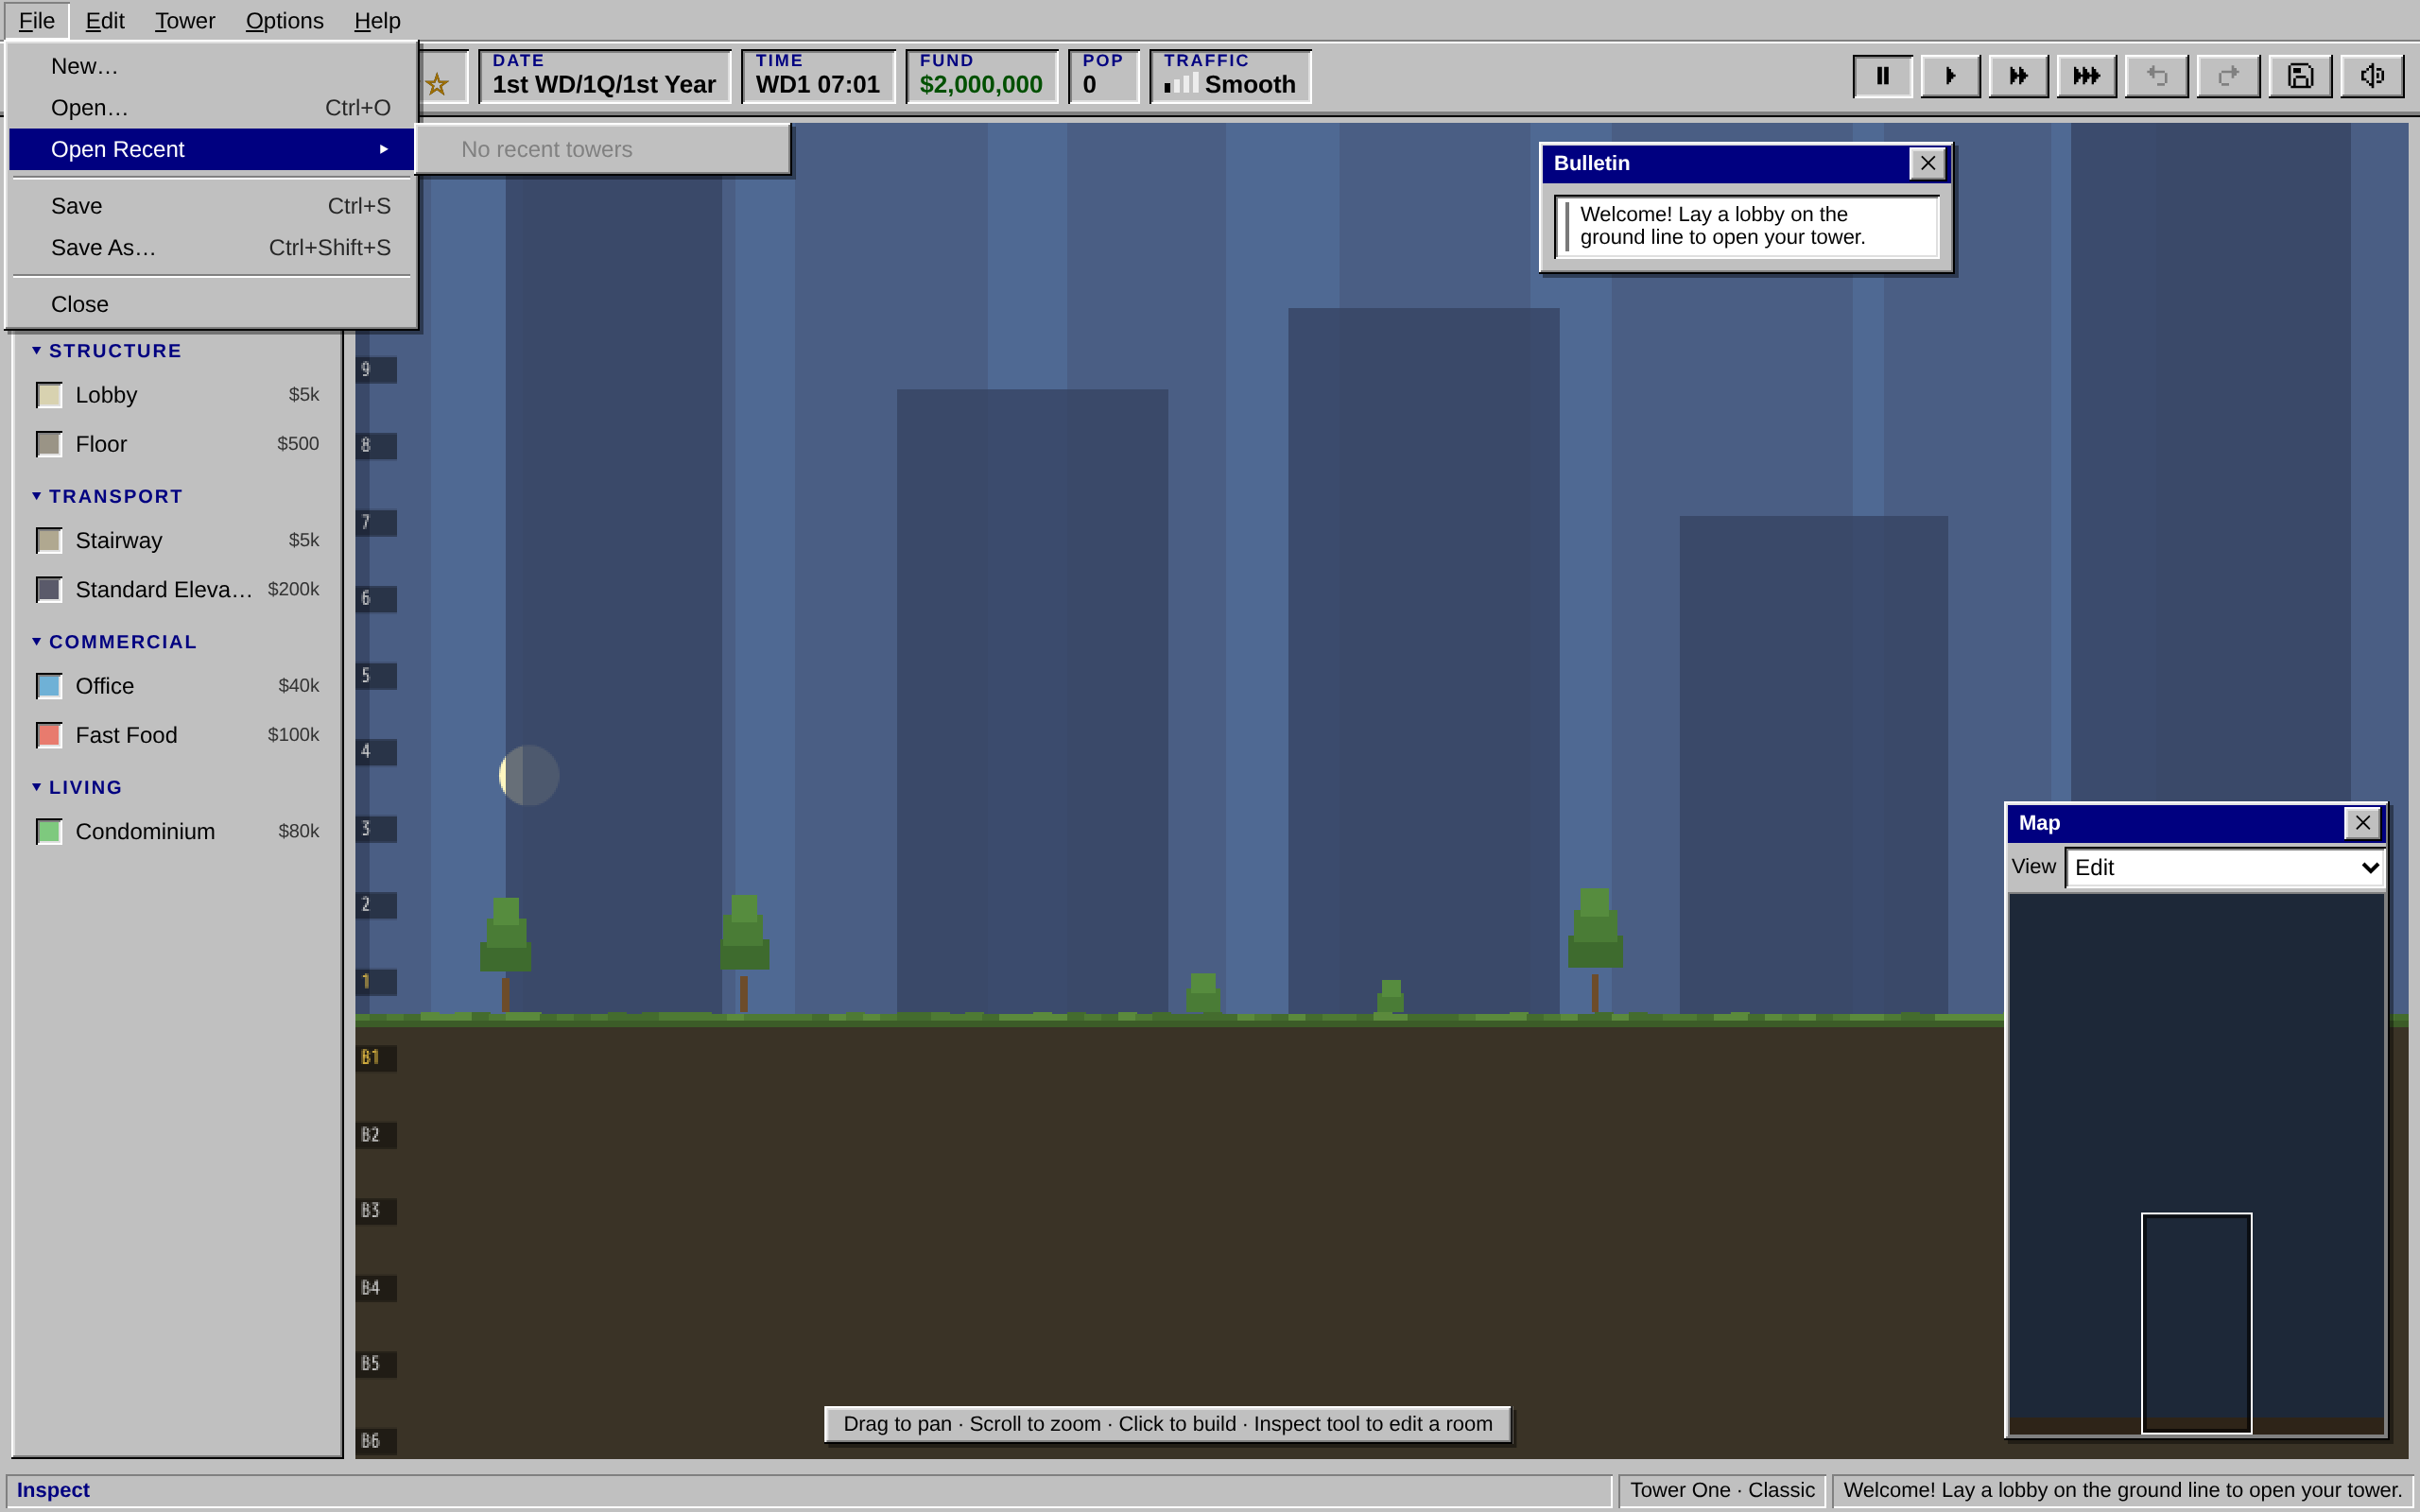 File Edit Tower Options Help
New…
Open… Ctrl+O
Open Recent
No recent towers
Save Ctrl+S
Save As… Ctrl+Shift+S
Close
DATE
1st WD/1Q/1st Year
TIME
WD1 07:01
FUND
$2,000,000
POP
0
TRAFFIC
Smooth
Bulletin
Welcome! Lay a lobby on the
ground line to open your tower.
STRUCTURE
Lobby $5k
Floor $500
TRANSPORT
Stairway $5k
Standard Eleva… $200k
COMMERCIAL
Office $40k
Fast Food $100k
LIVING
Condominium $80k
9
8
7
6
5
4
3
2
1
B1
B2
B3
B4
B5
B6
Map
View Edit
Drag to pan · Scroll to zoom · Click to build · Inspect tool to edit a room
Inspect
Tower One · Classic
Welcome! Lay a lobby on the ground line to open your tower.